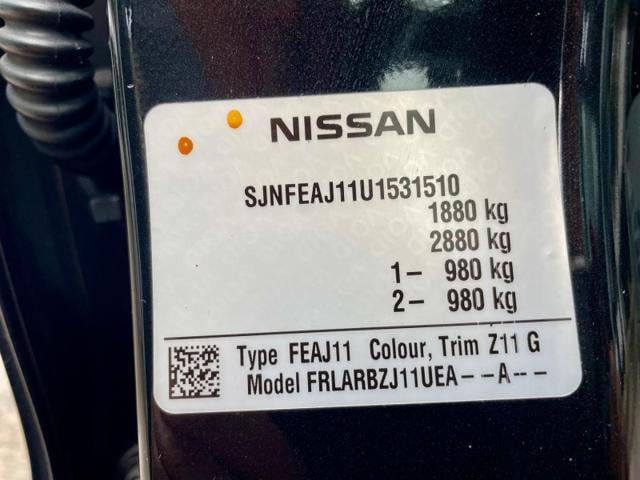 NISSAN
SJNFEAJ11U1531510
1880 kg
2880 kg
1– 980 kg
2– 980 kg
Type FEAJ11 Colour, Trim Z11 G
Model FRLARBZJ11UEA--A--